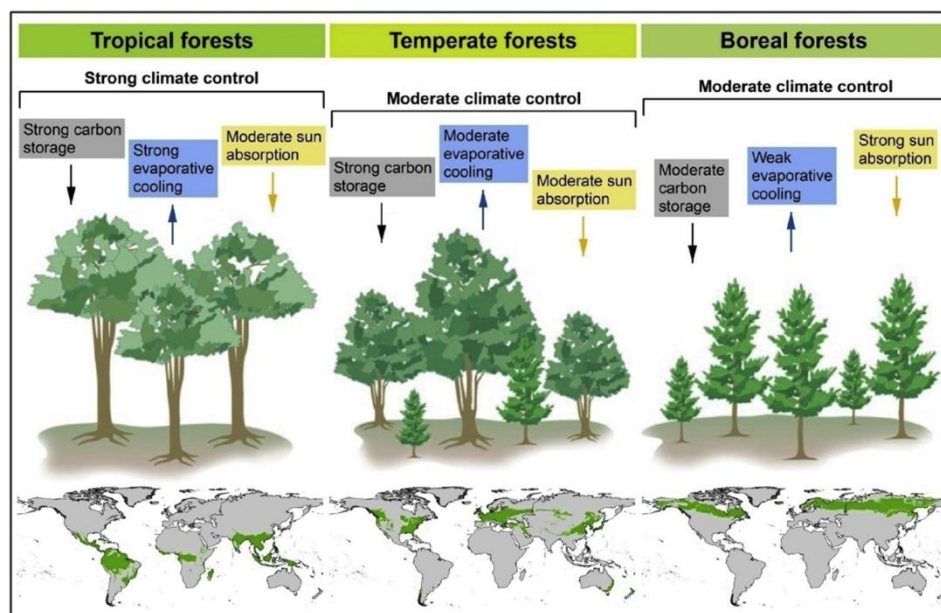 Tropical forests
Strong climate control
Strong carbon
storage
Strong
evaporative
cooling
Moderate sun
absorption
Temperate forests
Moderate climate control
Strong carbon
storage
Moderate
evaporative
cooling
Moderate sun
absorption
Boreal forests
Moderate climate control
Moderate
carbon
storage
Weak
evaporative
cooling
Strong sun
absorption